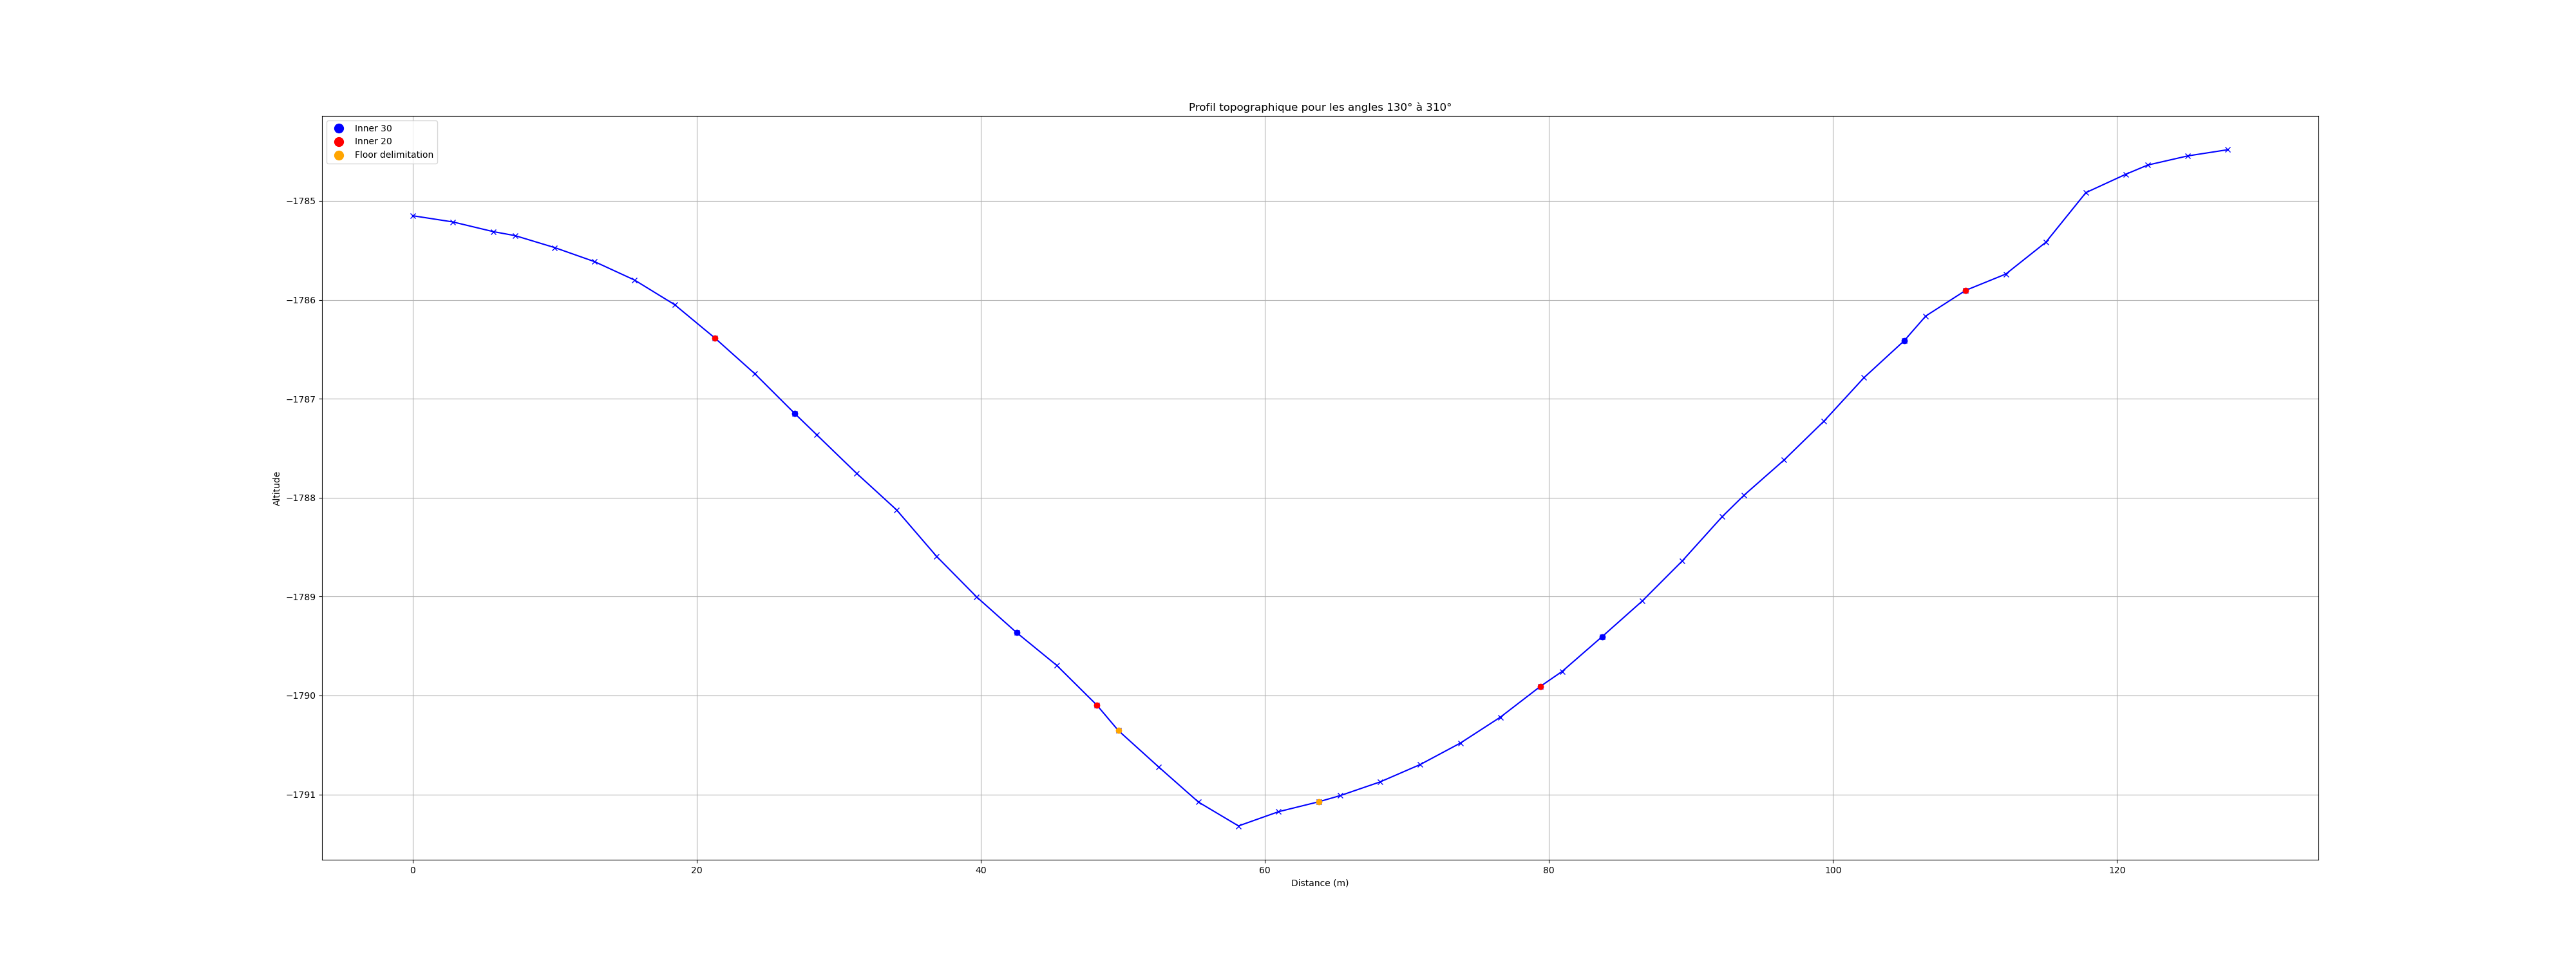 Profil topographique pour les angles 130° à 310°
Inner 30
Inner 20
Floor delimitation
−1785
−1786
−1787
−1788
−1789
−1790
−1791
Altitude
0 20 40 60 80 100 120
Distance (m)